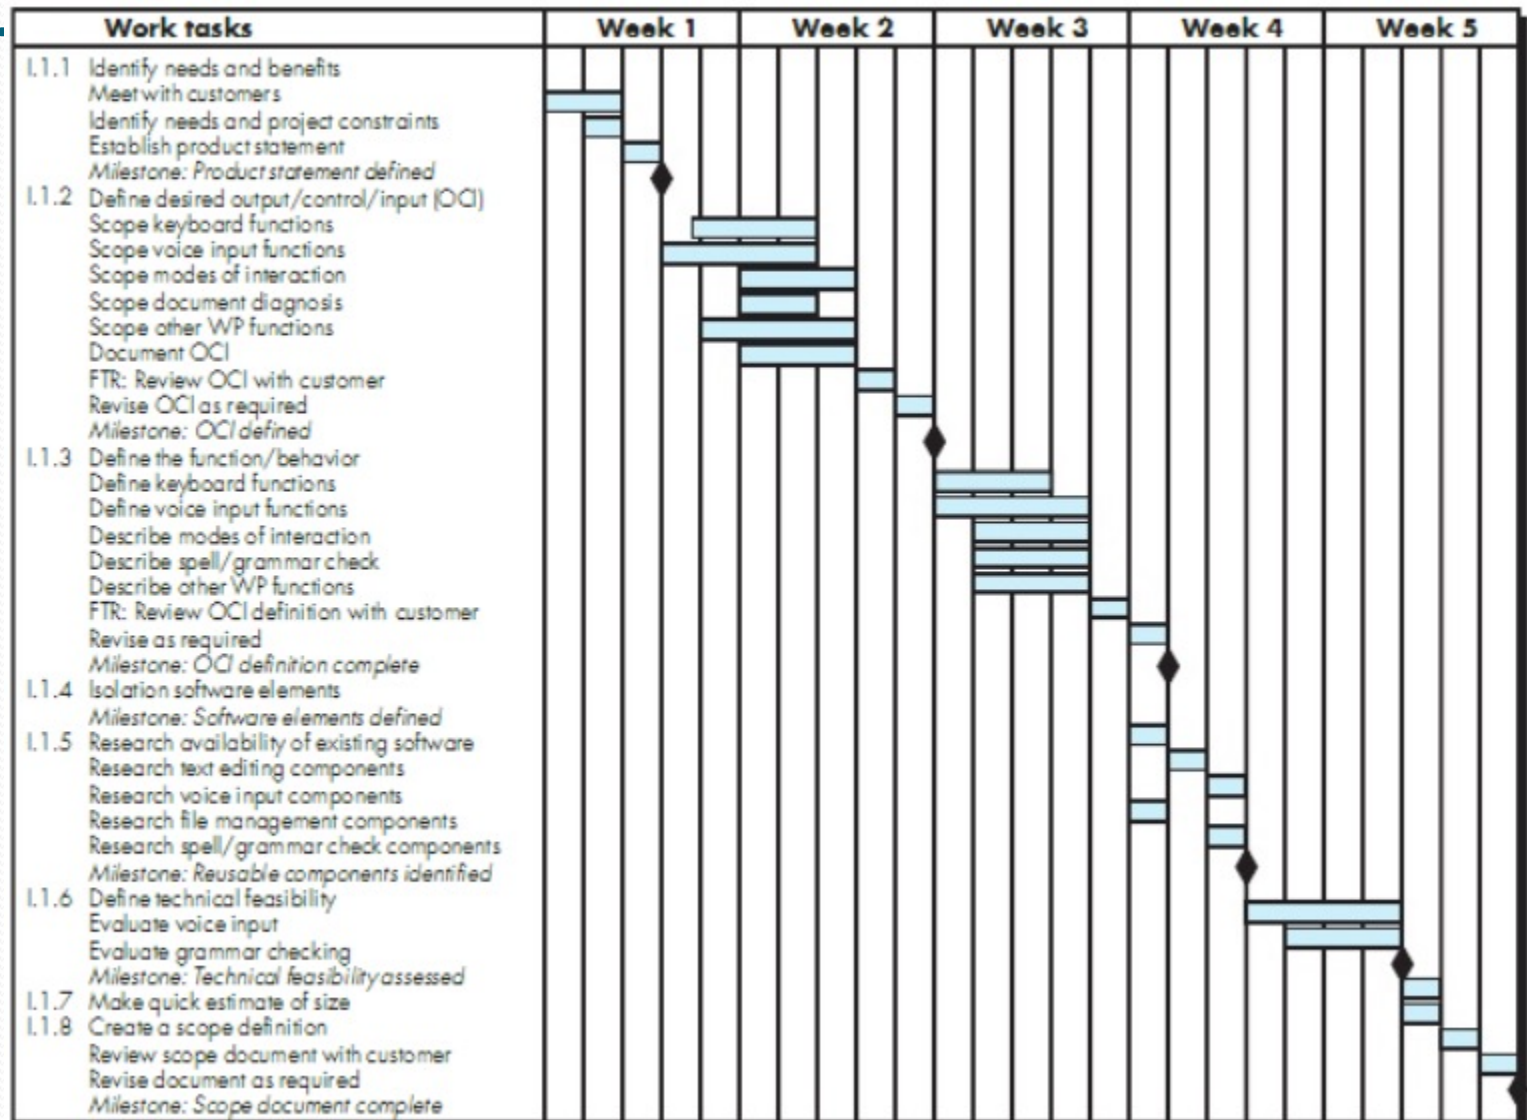 Work tasks Week 1 Week 2 Week 3 Week 4 Week 5
I.1.1 Identify needs and benefits
Meet with customers
Identify needs and project constraints
Establish product statement
Milestone: Product statement defined
I.1.2 Define desired output/control/input (OCI)
Scope keyboard functions
Scope voice input functions
Scope modes of interaction
Scope document diagnosis
Scope other WP functions
Document OCI
FTR: Review OCI with customer
Revise OCI as required
Milestone: OCI defined
I.1.3 Define the function/behavior
Define keyboard functions
Define voice input functions
Describe modes of interaction
Describe spell/grammar check
Describe other WP functions
FTR: Review OCI definition with customer
Revise as required
Milestone: OCI definition complete
I.1.4 Isolation software elements
Milestone: Software elements defined
I.1.5 Research availability of existing software
Research text editing components
Research voice input components
Research file management components
Research spell/grammar check components
Milestone: Reusable components identified
I.1.6 Define technical feasibility
Evaluate voice input
Evaluate grammar checking
Milestone: Technical feasibility assessed
I.1.7 Make quick estimate of size
I.1.8 Create a scope definition
Review scope document with customer
Revise document as required
Milestone: Scope document complete